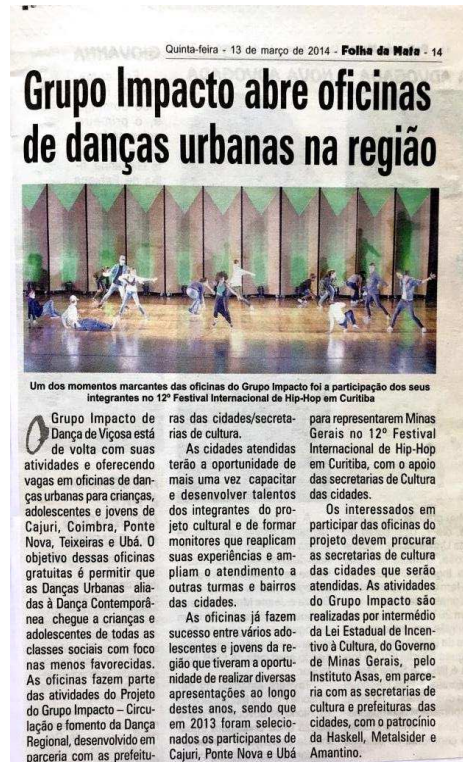 Quinta-feira - 13 de março de 2014 - Folha da Mata - 14
Grupo Impacto abre oficinas
de danças urbanas na região
Um dos momentos marcantes das oficinas do Grupo Impacto foi a participação dos seus
integrantes no 12º Festival Internacional de Hip-Hop em Curitiba
O Grupo Impacto de
Dança de Viçosa está
de volta com suas
atividades e oferecendo
vagas em oficinas de dan-
ças urbanas para crianças,
adolescentes e jovens de
Cajuri, Coimbra, Ponte
Nova, Teixeiras e Ubá. O
objetivo dessas oficinas
gratuitas é permitir que
as Danças Urbanas alia-
das à Dança Contemporâ-
nea chegue a crianças e
adolescentes de todas as
classes sociais com foco
nas menos favorecidas.
As oficinas fazem parte
das atividades do Projeto
do Grupo Impacto – Circu-
lação e fomento da Dança
Regional, desenvolvido em
parceria com as prefeitu-
ras das cidades/secreta-
rias de cultura.
As cidades atendidas
terão a oportunidade de
mais uma vez capacitar
e desenvolver talentos
dos integrantes do pro-
jeto cultural e de formar
monitores que reaplicam
suas experiências e am-
pliam o atendimento a
outras turmas e bairros
das cidades.
As oficinas já fazem
sucesso entre vários ado-
lescentes e jovens da re-
gião que tiveram a oportu-
nidade de realizar diversas
apresentações ao longo
destes anos, sendo que
em 2013 foram selecio-
nados os participantes de
Cajuri, Ponte Nova e Ubá
para representarem Minas
Gerais no 12º Festival
Internacional de Hip-Hop
em Curitiba, com o apoio
das secretarias de Cultura
das cidades.
Os interessados em
participar das oficinas do
projeto devem procurar
as secretarias de cultura
das cidades que serão
atendidas. As atividades
do Grupo Impacto são
realizadas por intermédio
da Lei Estadual de Incen-
tivo à Cultura, do Governo
de Minas Gerais, pelo
Instituto Asas, em parce-
ria com as secretarias de
cultura e prefeituras das
cidades, com o patrocínio
da Haskell, Metalsider e
Amantino.